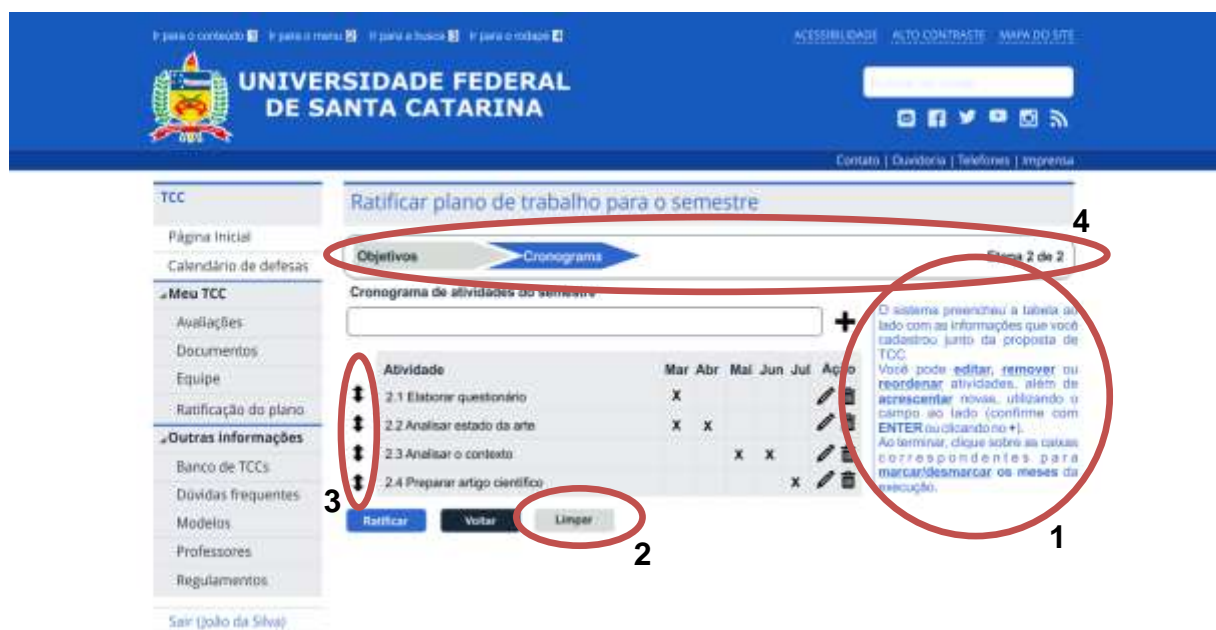 Ir para o conteúdo 1 Ir para o menu 2 Ir para a busca 3 Ir para o rodapé 4
ACESSIBILIDADE ALTO CONTRASTE MAPA DO SITE
UNIVERSIDADE FEDERAL
DE SANTA CATARINA
Contato | Ouvidoria | Telefones | Imprensa
TCC
Página Inicial
Calendário de defesas
Meu TCC
Avaliações
Documentos
Equipe
Ratificação do plano
Outras informações
Banco de TCCs
Dúvidas frequentes
Modelos
Professores
Regulamentos
Sair (João da Silva)
Ratificar plano de trabalho para o semestre
4
Objetivos Cronograma Etapa 2 de 2
Cronograma de atividades do semestre
+
Atividade Mar Abr Mai Jun Jul Ação
2.1 Elaborar questionário X
2.2 Analisar estado da arte X X
2.3 Analisar o contexto X X
2.4 Preparar artigo científico X
3
Ratificar Voltar Limpar
2
O sistema preencheu a tabela ao
lado com as informações que você
cadastrou junto da proposta de
TCC
Você pode editar, remover ou
reordenar atividades, além de
acrescentar novas, utilizando o
campo ao lado (confirme com
ENTER ou clicando no +).
Ao terminar, clique sobre as caixas
correspondentes para
marcar/desmarcar os meses da
execução.
1